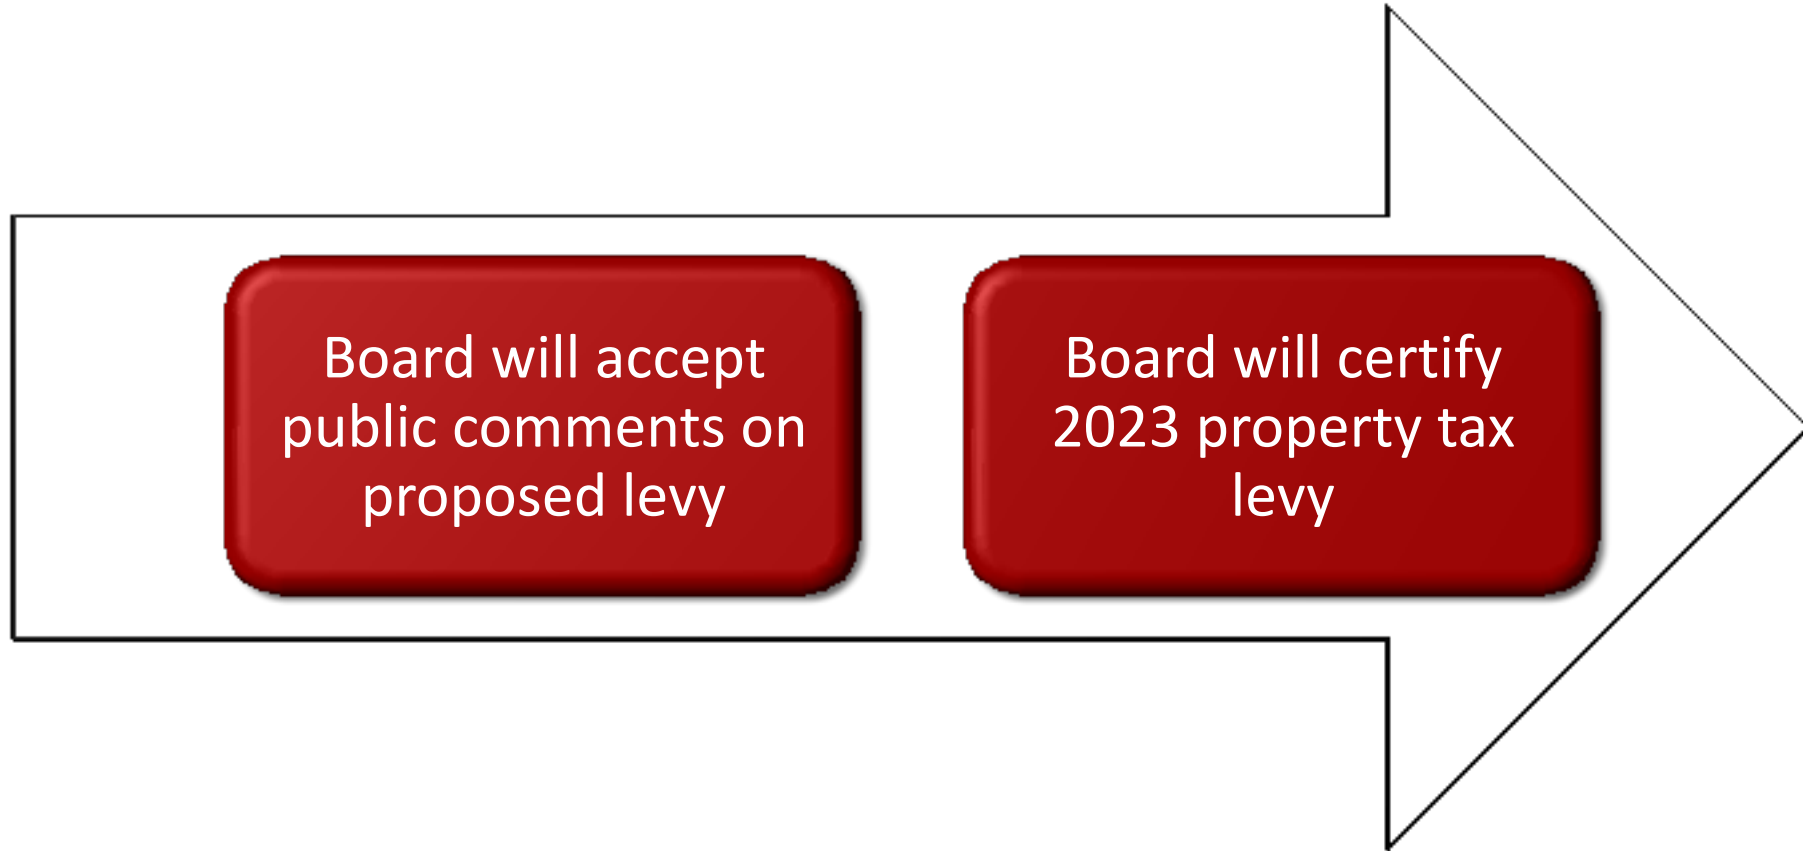 Board will accept
public comments on
proposed levy
Board will certify
2023 property tax
levy